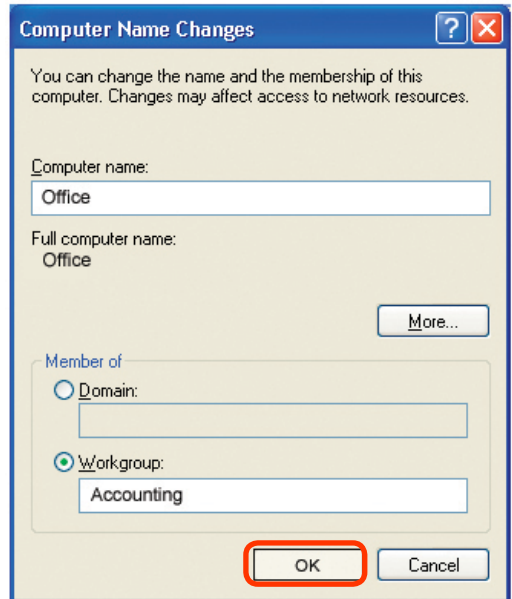 Computer Name Changes
You can change the name and the membership of this
computer. Changes may affect access to network resources.
Computer name:
Office
Full computer name:
Office
More...
Member of
Domain:
Workgroup:
Accounting
OK Cancel